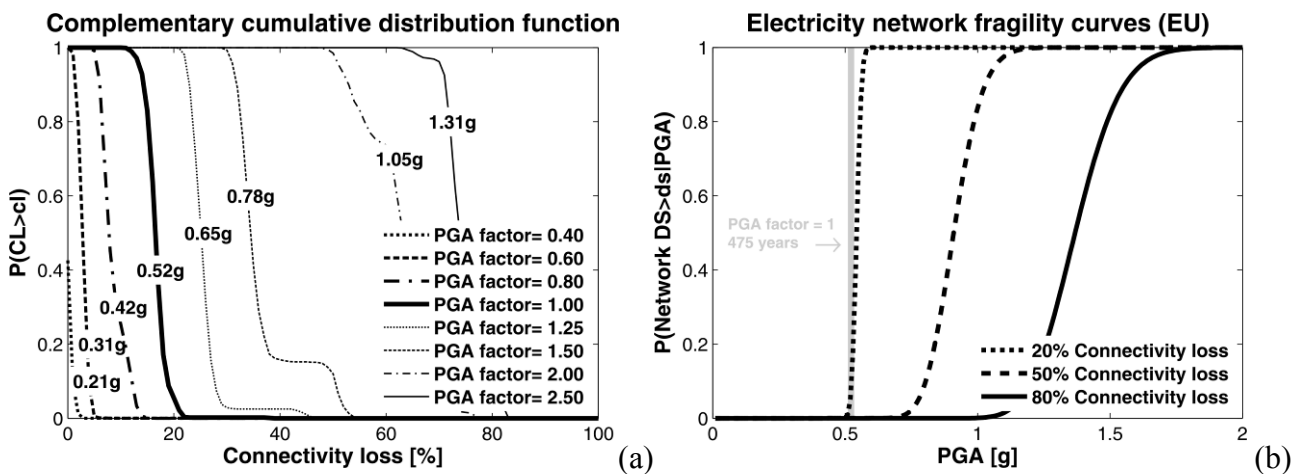 Complementary cumulative distribution function
P(CL>cl)
1
0.8
0.6
0.4
0.2
0
0.21g
0.31g
0.42g
0.52g
0.65g
0.78g
1.05g
1.31g
PGA factor= 0.40
PGA factor= 0.60
PGA factor= 0.80
PGA factor= 1.00
PGA factor= 1.25
PGA factor= 1.50
PGA factor= 2.00
PGA factor= 2.50
0 20 40 60 80 100
Connectivity loss [%]
(a)
Electricity network fragility curves (EU)
P(Network DS>ds|PGA)
1
0.8
0.6
0.4
0.2
0
PGA factor = 1
475 years
20% Connectivity loss
50% Connectivity loss
80% Connectivity loss
0 0.5 1 1.5 2
PGA [g]
(b)